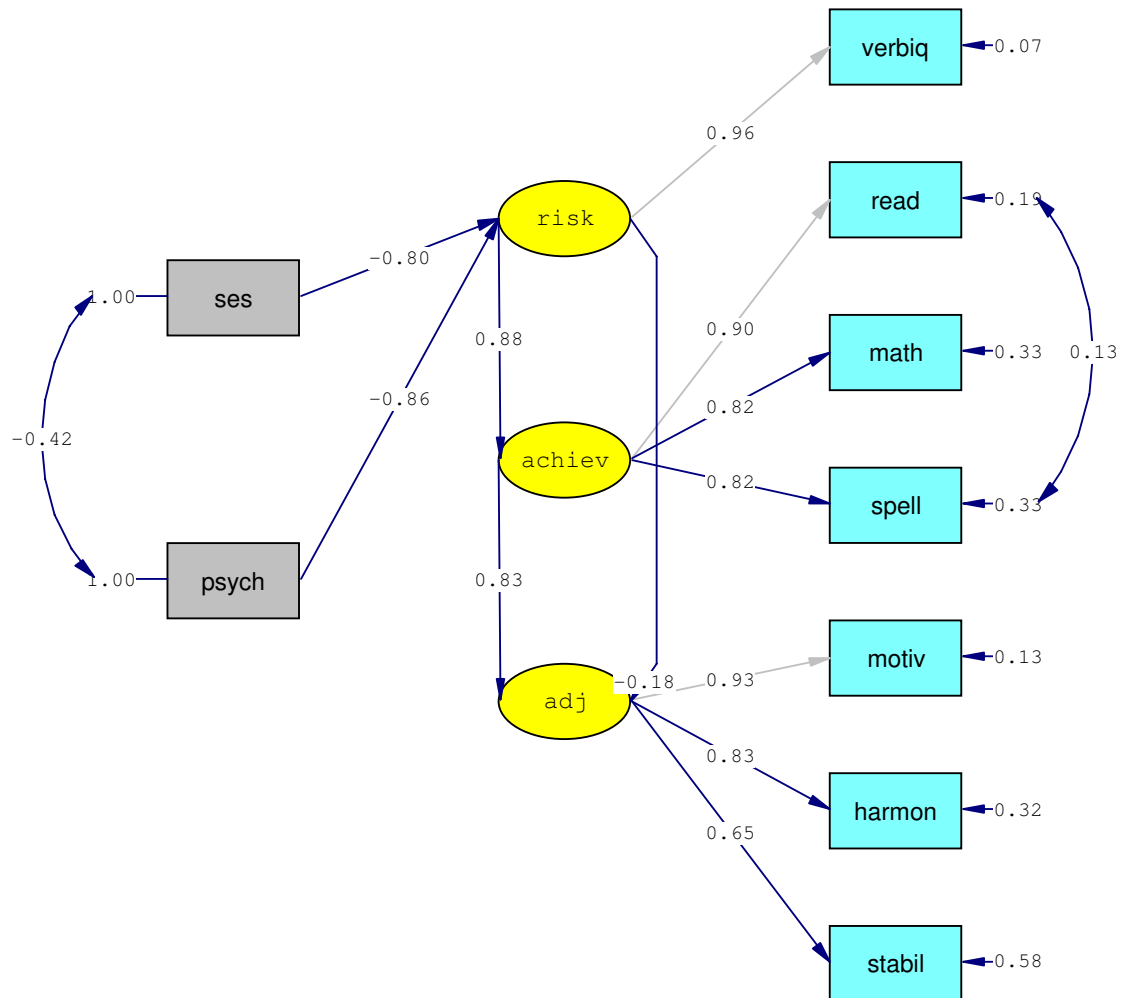 verbiq
0.07
0.96
read
0.19
risk
-0.80
1.00
ses
0.88
0.90
math
0.33
0.13
-0.86
0.82
-0.42
achiev
0.82
spell
0.33
1.00
psych
0.83
motiv
0.13
-0.18
0.93
adj
0.83
harmon
0.32
0.65
stabil
0.58